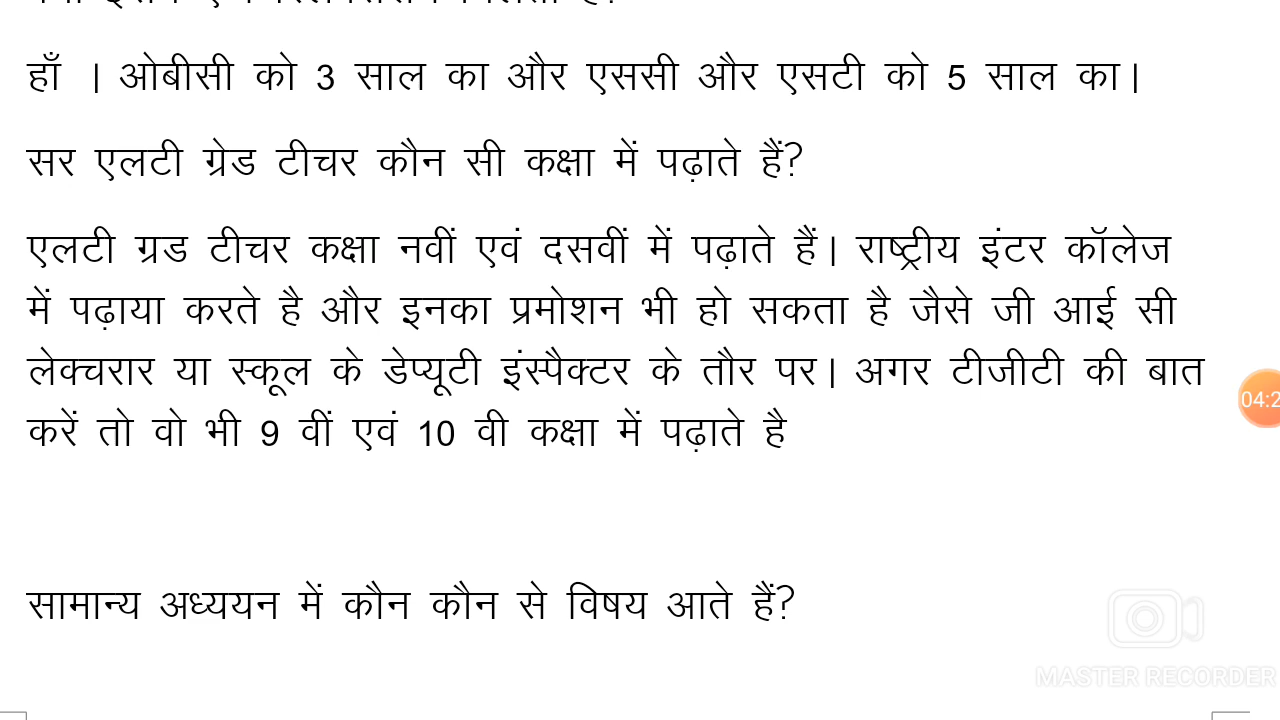 हाँ । ओबीसी को 3 साल का और एससी और एसटी को 5 साल का।
सर एलटी ग्रेड टीचर कौन सी कक्षा में पढ़ाते हैं?
एलटी ग्रड टीचर कक्षा नवीं एवं दसवीं में पढ़ाते हैं। राष्ट्रीय इंटर कॉलेज
में पढ़ाया करते है और इनका प्रमोशन भी हो सकता है जैसे जी आई सी
लेक्चरार या स्कूल के डेप्यूटी इंस्पैक्टर के तौर पर। अगर टीजीटी की बात
करें तो वो भी 9 वीं एवं 10 वी कक्षा में पढ़ाते है
04:2
सामान्य अध्ययन में कौन कौन से विषय आते हैं?
MASTER RECORDER